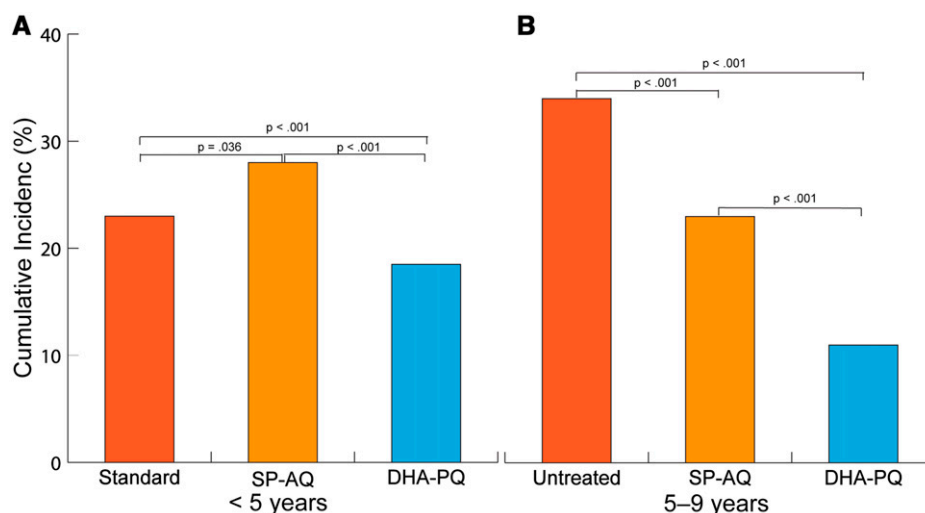 A
B
40
30
20
10
0
Cumulative Incidenc (%)
p < .001
p = .036
p < .001
p < .001
p < .001
p < .001
Standard
SP-AQ
DHA-PQ
< 5 years
Untreated
SP-AQ
DHA-PQ
5–9 years